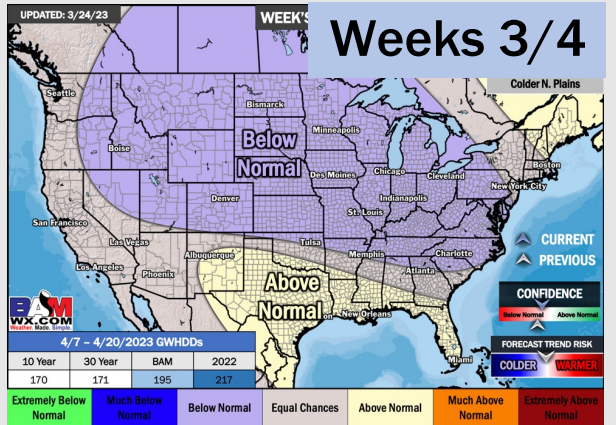 UPDATED: 3/24/23
WEEK'S
Weeks 3/4
Colder N. Plains
Seattle
Bismarck
Minneapolis
Boise
Below
Normal
Boston
Des Moines
Chicago
Cleveland
New York City
Denver
Indianapolis
St. Louis
San Francisco
Las Vegas
Albuquerque
Tulsa
Memphis
Charlotte
CURRENT
PREVIOUS
Los Angeles
Phoenix
Atlanta
Above
Normal
on
New Orleans
Miami
CONFIDENCE
Below Normal
Above Normal
FORECAST TREND RISK
COLDER
WARMER
BAM
WX.COM
Weather. Made. Simple.
4/7 – 4/20/2023 GWHDDs
10 Year 30 Year BAM 2022
170 171 195 217
Extremely Below Normal
Much Below Normal
Below Normal
Equal Chances
Above Normal
Much Above Normal
Extremely Above Normal